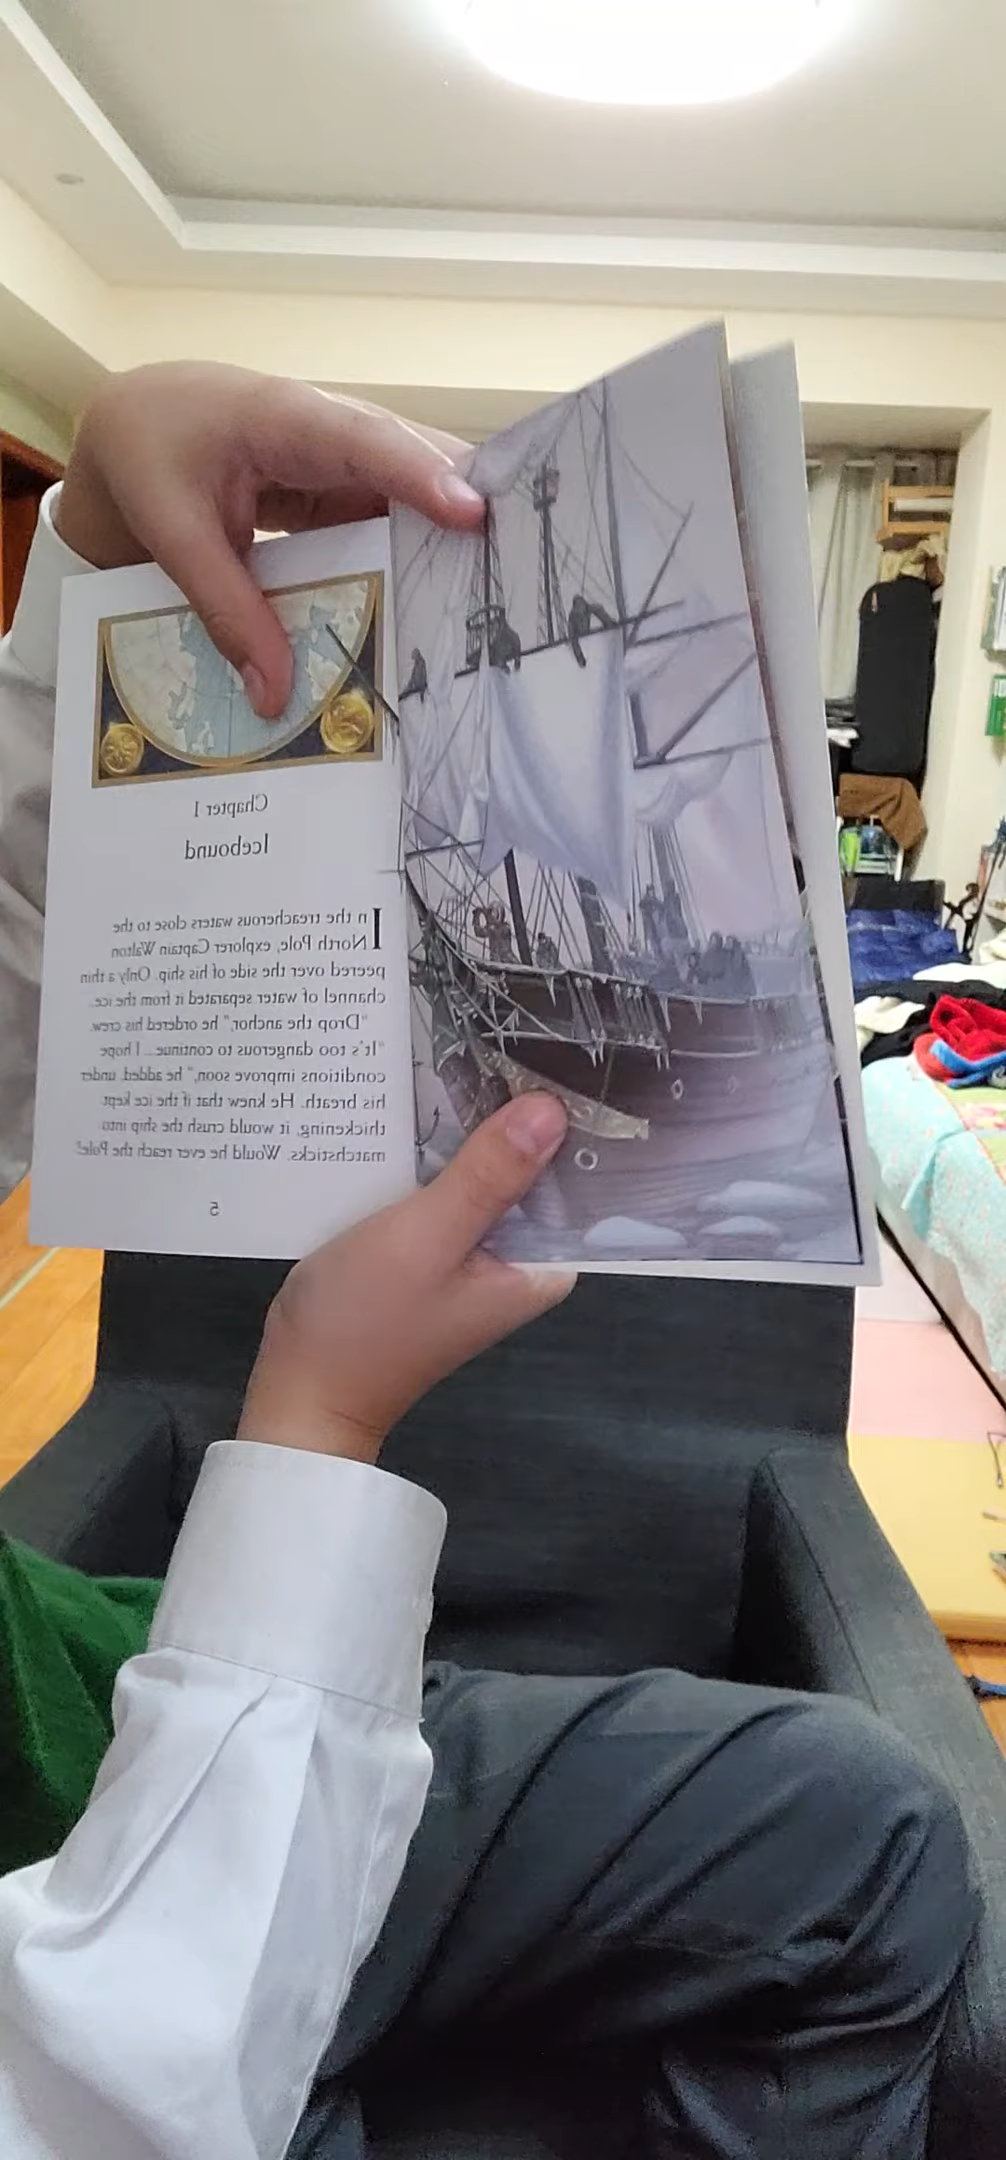 Chapter 1
Icebound
In the treacherous waters close to the
North Pole, explorer Captain Walton
peered over the side of his ship. Only a thin
channel of water separated it from the ice.
"Drop the anchor," he ordered his crew.
"It's too dangerous to continue... I hope
conditions improve soon," he added, under
his breath. He knew that if the ice kept
thickening, it would crush the ship into
matchsticks. Would he ever reach the Pole?
5